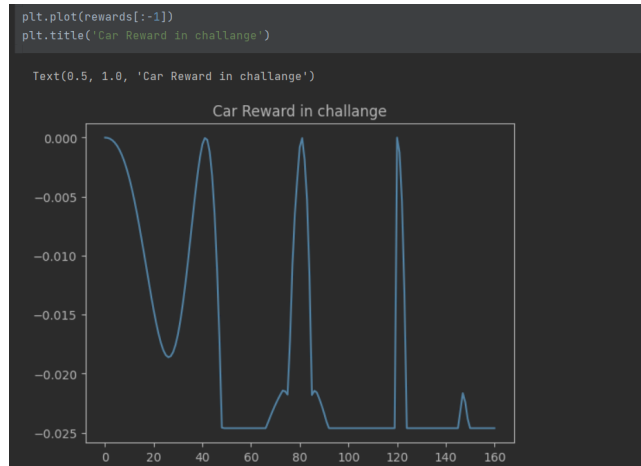 plt.plot(rewards[:-1])
plt.title('Car Reward in challange')
Text(0.5, 1.0, 'Car Reward in challange')
Car Reward in challange
0.000
−0.005
−0.010
−0.015
−0.020
−0.025
0 20 40 60 80 100 120 140 160